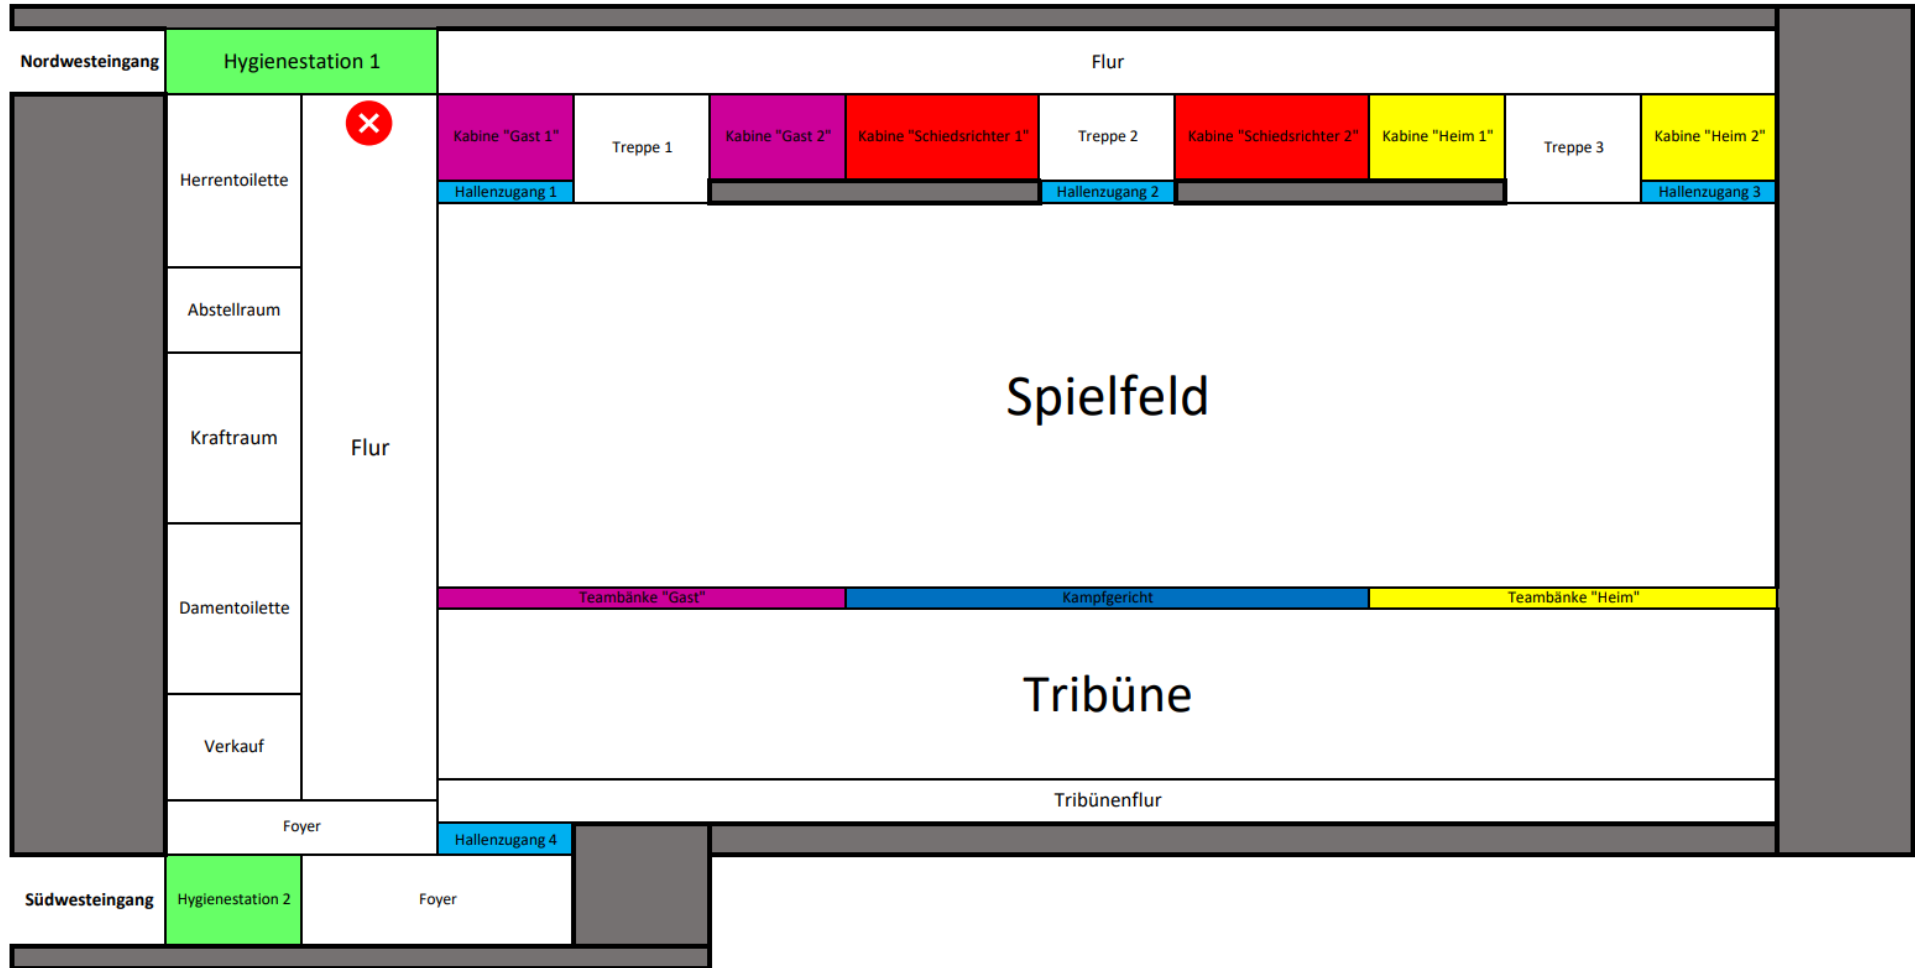 Nordwesteingang
Hygienestation 1
Flur
Herrentoilette
Kabine "Gast 1"
Treppe 1
Kabine "Gast 2"
Kabine "Schiedsrichter 1"
Treppe 2
Kabine "Schiedsrichter 2"
Kabine "Heim 1"
Treppe 3
Kabine "Heim 2"
Hallenzugang 1
Hallenzugang 2
Hallenzugang 3
Abstellraum
Spielfeld
Kraftraum
Flur
Damentoilette
Teambänke "Gast"
Kampfgericht
Teambänke "Heim"
Tribüne
Verkauf
Tribünenflur
Foyer
Hallenzugang 4
Südwesteingang
Hygienestation 2
Foyer